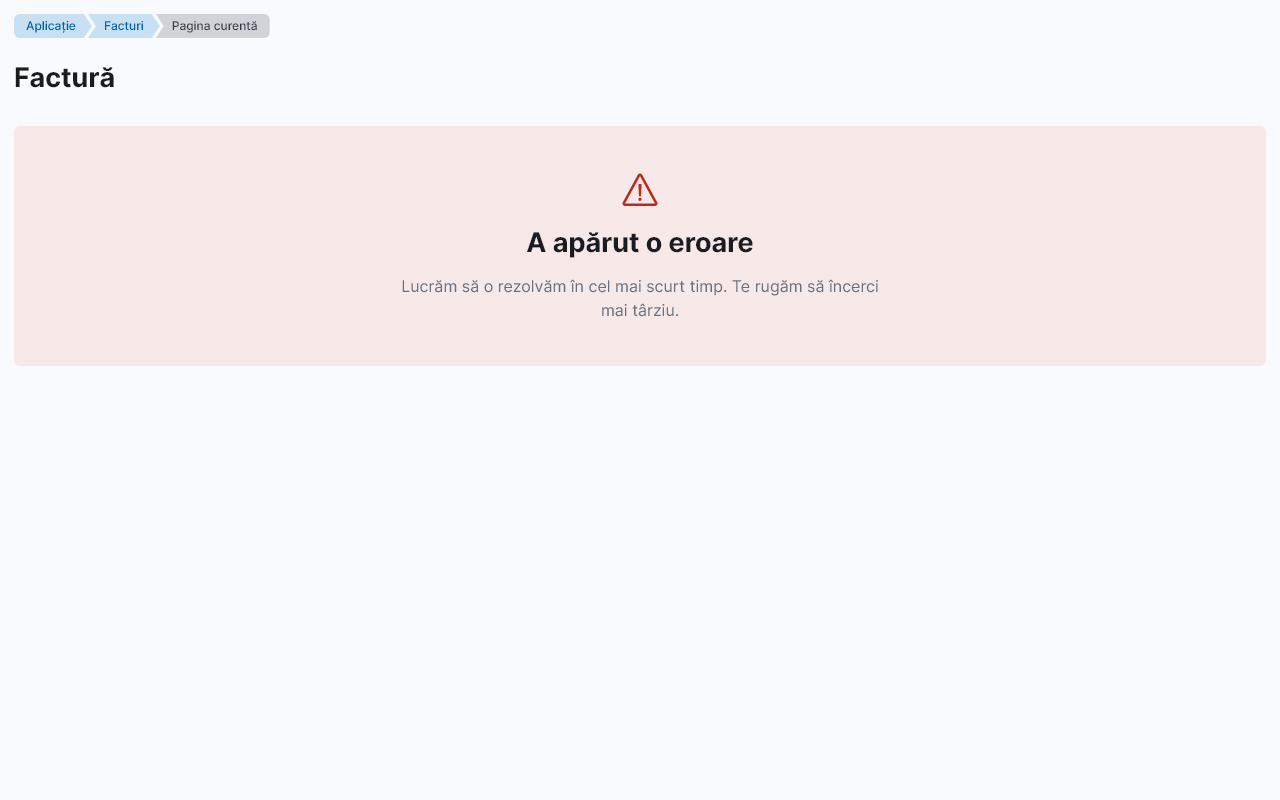 Aplicație Facturi Pagina curentă
Factură
A apărut o eroare
Lucrăm să o rezolvăm în cel mai scurt timp. Te rugăm să încerci
mai târziu.